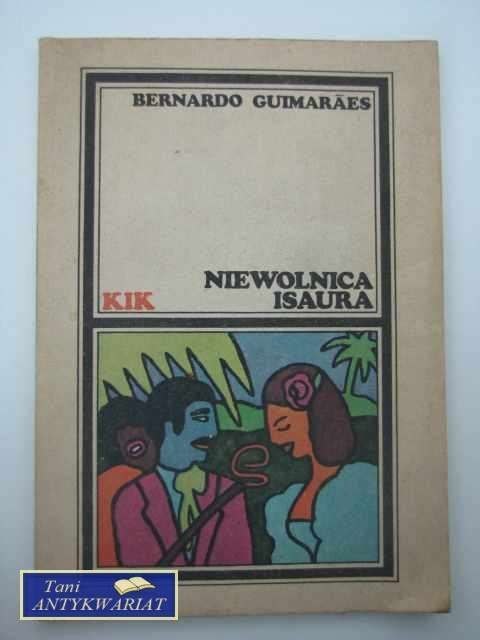 BERNARDO GUIMARÃES
NIEWOLNICA
KIK ISAURA
Tani
ANTYKWARIAT